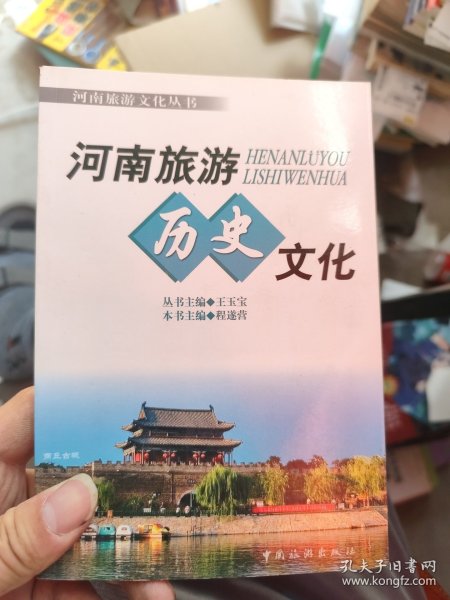 河南旅游文化丛书
河南旅游
HENANLUYOU
LISHIWENHUA
历史
文化
丛书主编◆王玉宝
本书主编◆程遂营
商丘古城
中国旅游出版社
孔夫子旧书网
www.kongfz.com